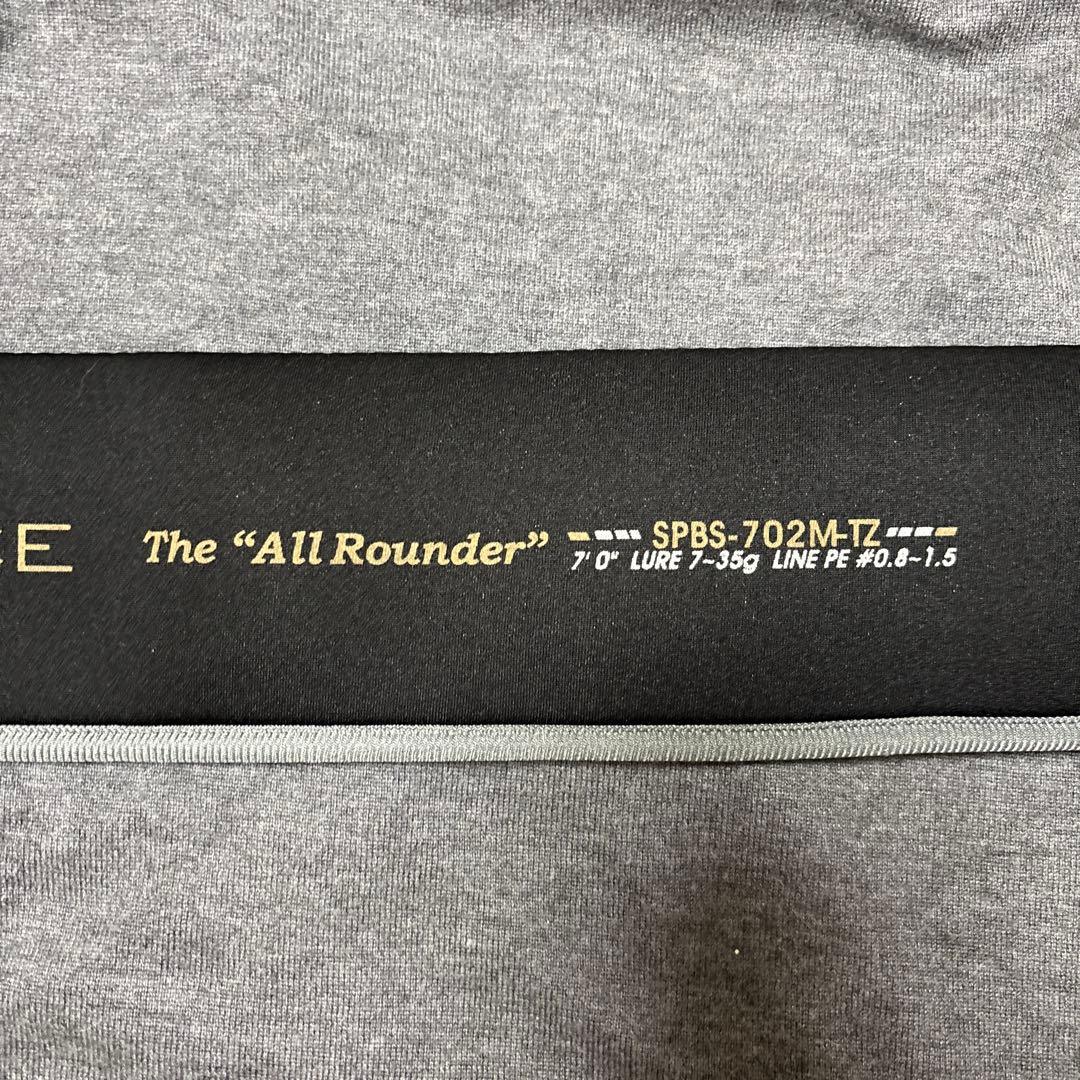 E The “All Rounder” SPBS-702M-TZ
7' 0" LURE 7~35g LINE PE #0.8~1.5